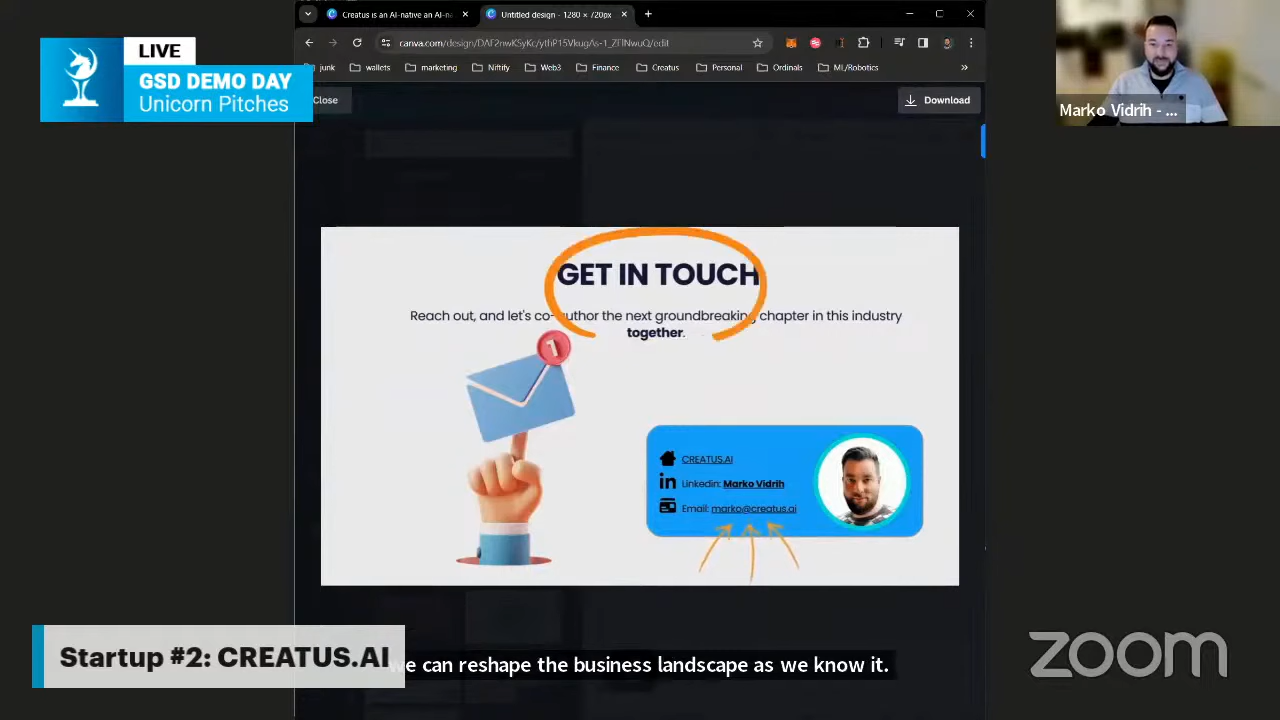 LIVE
GSD DEMO DAY
Unicorn Pitches
Creatus is an AI-native an AI-na
Untitled design - 1280 × 720px
canva.com/design/
/edit
junk
wallets
marketing
Niftify
Web3
Finance
Creatus
Personal
Ordinals
ML/Robotics
Close
Download
Marko Vidrih - ...
GET IN TOUCH
Reach out, and let's co-author the next groundbreaking chapter in this industry
together.
1
CREATUS.AI
in Linkedin: Marko Vidrih
Email: marko@creatus.ai
Startup #2: CREATUS.AI
we can reshape the business landscape as we know it.
zoom